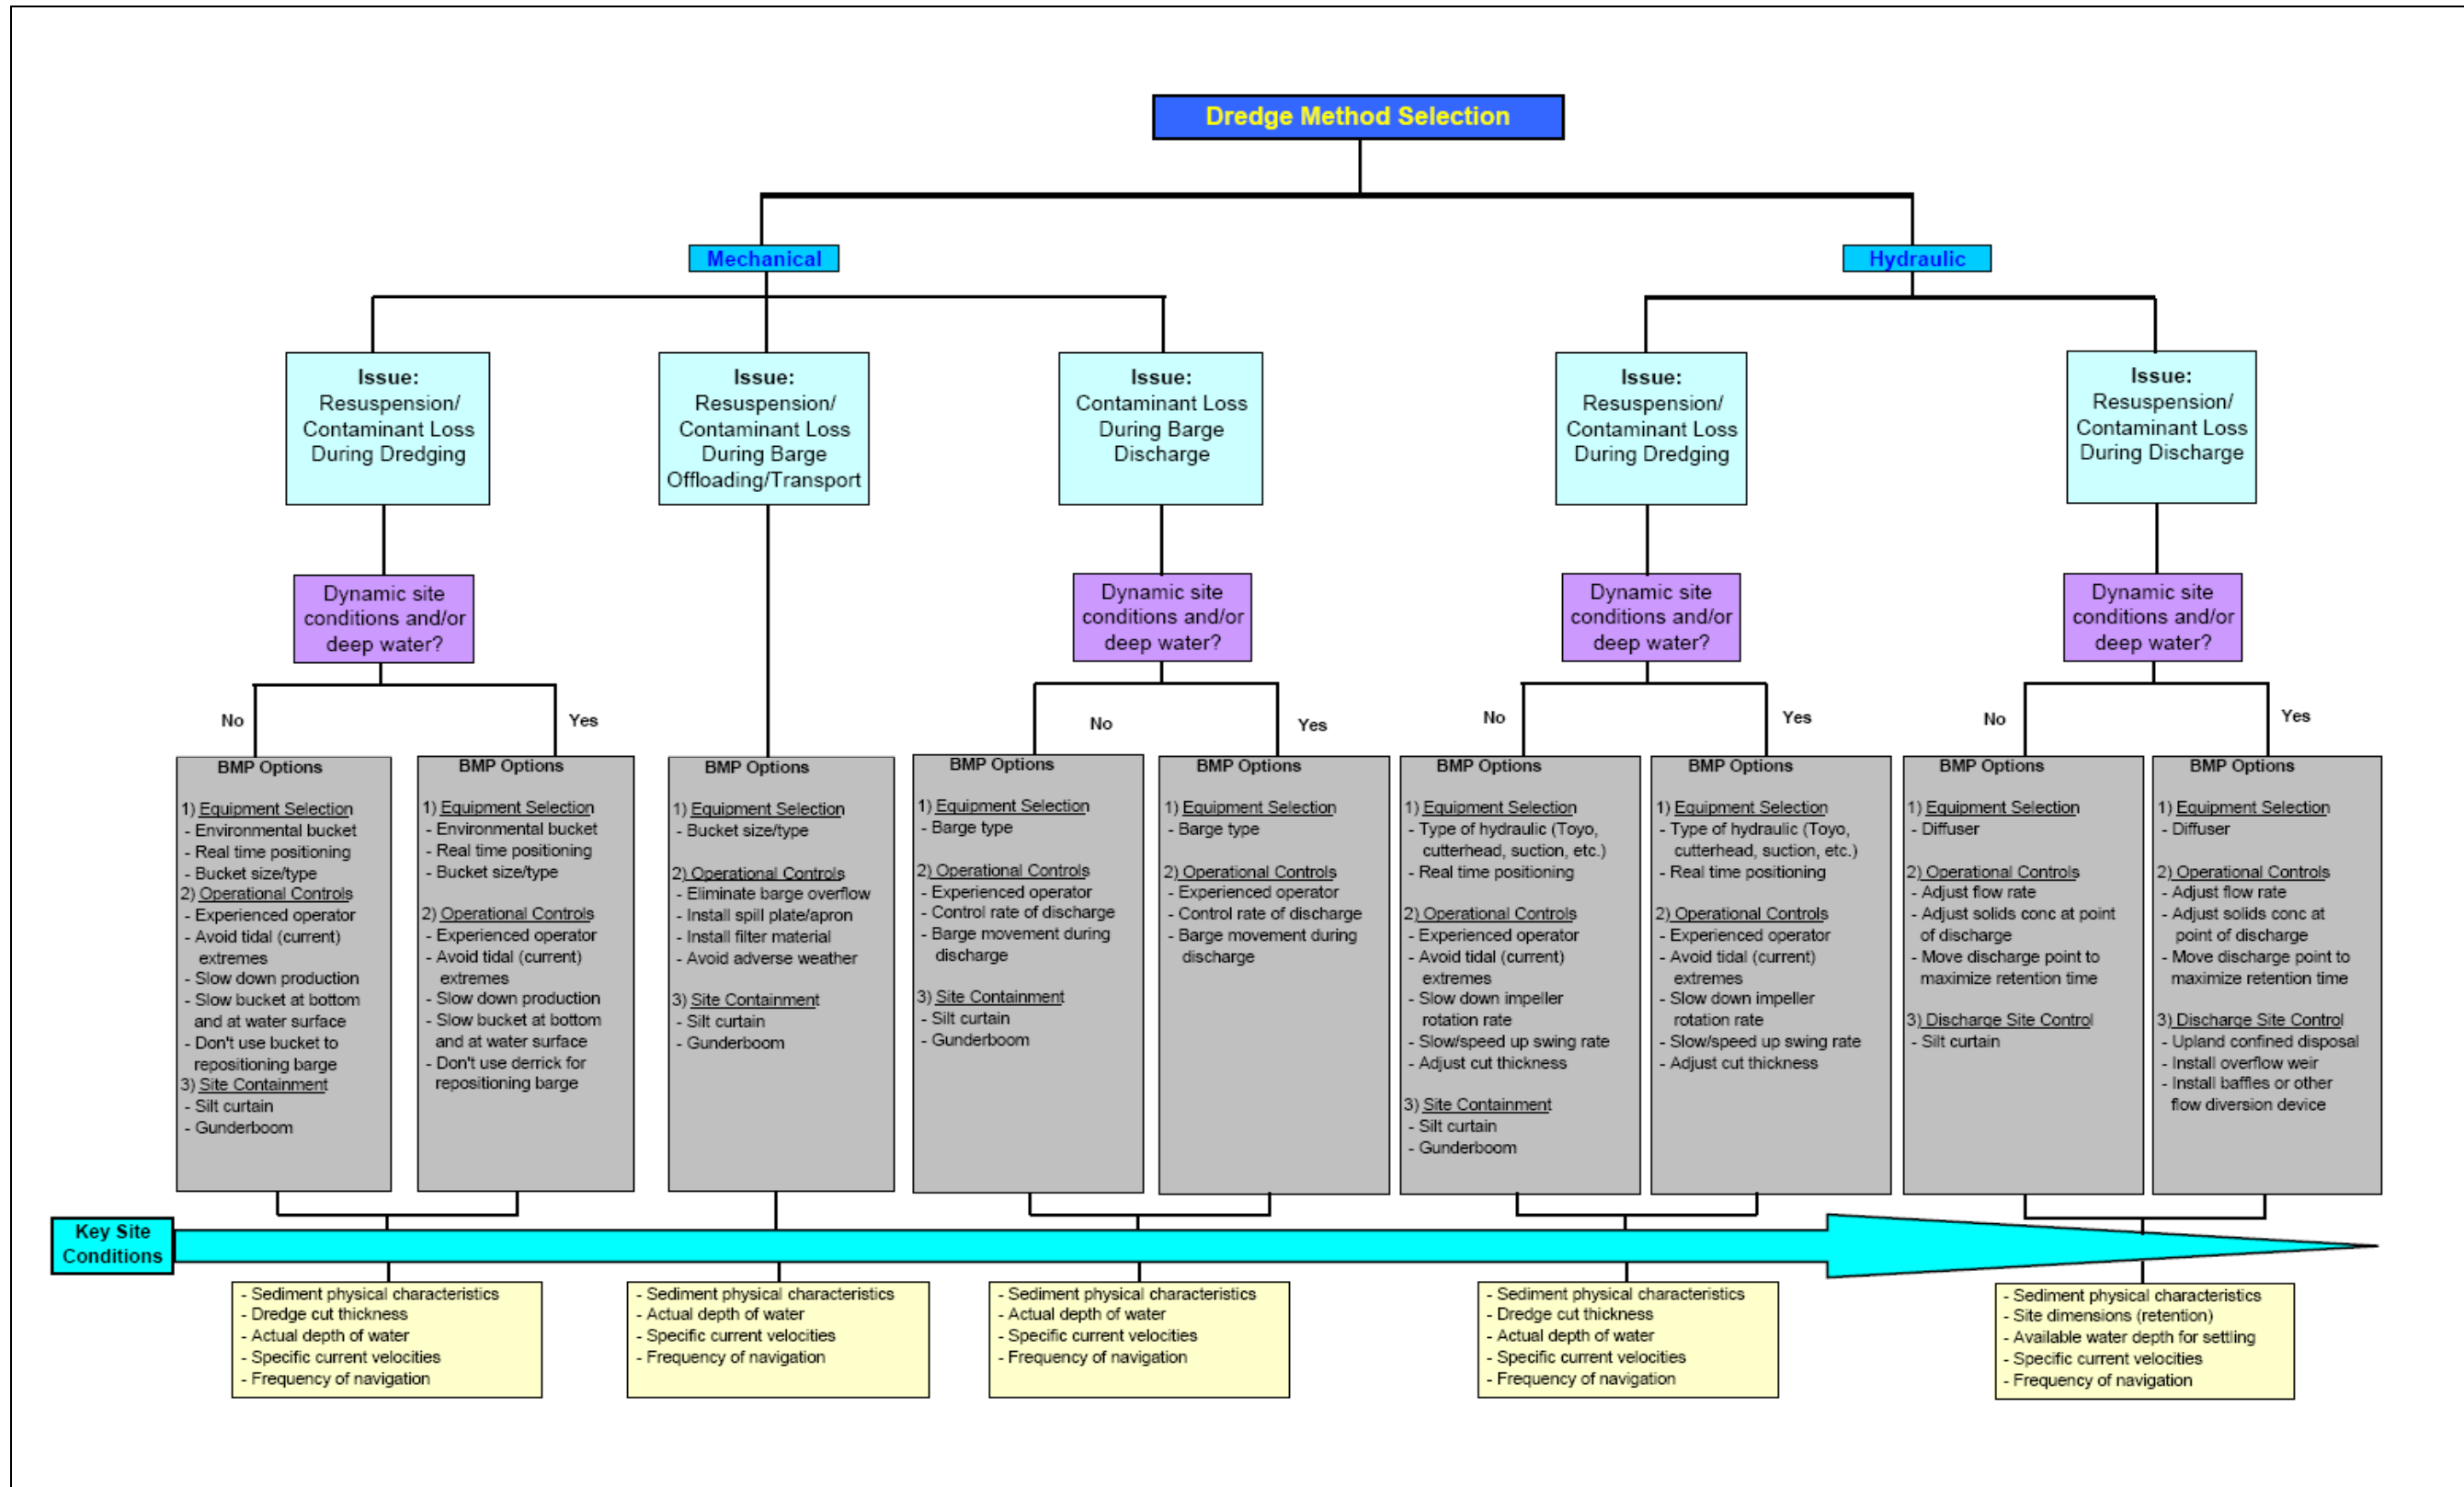 Dredge Method Selection
Mechanical
Hydraulic
Issue:
Resuspension/
Contaminant Loss
During Dredging
Issue:
Resuspension/
Contaminant Loss
During Barge
Offloading/Transport
Issue:
Contaminant Loss
During Barge
Discharge
Issue:
Resuspension/
Contaminant Loss
During Dredging
Issue:
Resuspension/
Contaminant Loss
During Discharge
Dynamic site
conditions and/or
deep water?
Dynamic site
conditions and/or
deep water?
Dynamic site
conditions and/or
deep water?
Dynamic site
conditions and/or
deep water?
No
Yes
No
Yes
No
Yes
No
Yes
BMP Options
1) Equipment Selection
- Environmental bucket
- Real time positioning
- Bucket size/type
2) Operational Controls
- Experienced operator
- Avoid tidal (current)
extremes
- Slow down production
- Slow bucket at bottom
and at water surface
- Don't use bucket to
repositioning barge
3) Site Containment
- Silt curtain
- Gunderboom
BMP Options
1) Equipment Selection
- Environmental bucket
- Real time positioning
- Bucket size/type
2) Operational Controls
- Experienced operator
- Avoid tidal (current)
extremes
- Slow down production
- Slow bucket at bottom
and at water surface
- Don't use derrick for
repositioning barge
BMP Options
1) Equipment Selection
- Bucket size/type
2) Operational Controls
- Eliminate barge overflow
- Install spill plate/apron
- Install filter material
- Avoid adverse weather
3) Site Containment
- Silt curtain
- Gunderboom
BMP Options
1) Equipment Selection
- Barge type
2) Operational Controls
- Experienced operator
- Control rate of discharge
- Barge movement during
discharge
3) Site Containment
- Silt curtain
- Gunderboom
BMP Options
1) Equipment Selection
- Barge type
2) Operational Controls
- Experienced operator
- Control rate of discharge
- Barge movement during
discharge
BMP Options
1) Equipment Selection
- Type of hydraulic (Toyo,
cutterhead, suction, etc.)
- Real time positioning
2) Operational Controls
- Experienced operator
- Avoid tidal (current)
extremes
- Slow down impeller
rotation rate
- Slow/speed up swing rate
- Adjust cut thickness
3) Site Containment
- Silt curtain
- Gunderboom
BMP Options
1) Equipment Selection
- Type of hydraulic (Toyo,
cutterhead, suction, etc.)
- Real time positioning
2) Operational Controls
- Experienced operator
- Avoid tidal (current)
extremes
- Slow down impeller
rotation rate
- Slow/speed up swing rate
- Adjust cut thickness
BMP Options
1) Equipment Selection
- Diffuser
2) Operational Controls
- Adjust flow rate
- Adjust solids conc at point
of discharge
- Move discharge point to
maximize retention time
3) Discharge Site Control
- Silt curtain
BMP Options
1) Equipment Selection
- Diffuser
2) Operational Controls
- Adjust flow rate
- Adjust solids conc at
point of discharge
- Move discharge point to
maximize retention time
3) Discharge Site Control
- Upland confined disposal
- Install overflow weir
- Install baffles or other
flow diversion device
Key Site
Conditions
- Sediment physical characteristics
- Dredge cut thickness
- Actual depth of water
- Specific current velocities
- Frequency of navigation
- Sediment physical characteristics
- Actual depth of water
- Specific current velocities
- Frequency of navigation
- Sediment physical characteristics
- Actual depth of water
- Specific current velocities
- Frequency of navigation
- Sediment physical characteristics
- Dredge cut thickness
- Actual depth of water
- Specific current velocities
- Frequency of navigation
- Sediment physical characteristics
- Site dimensions (retention)
- Available water depth for settling
- Specific current velocities
- Frequency of navigation